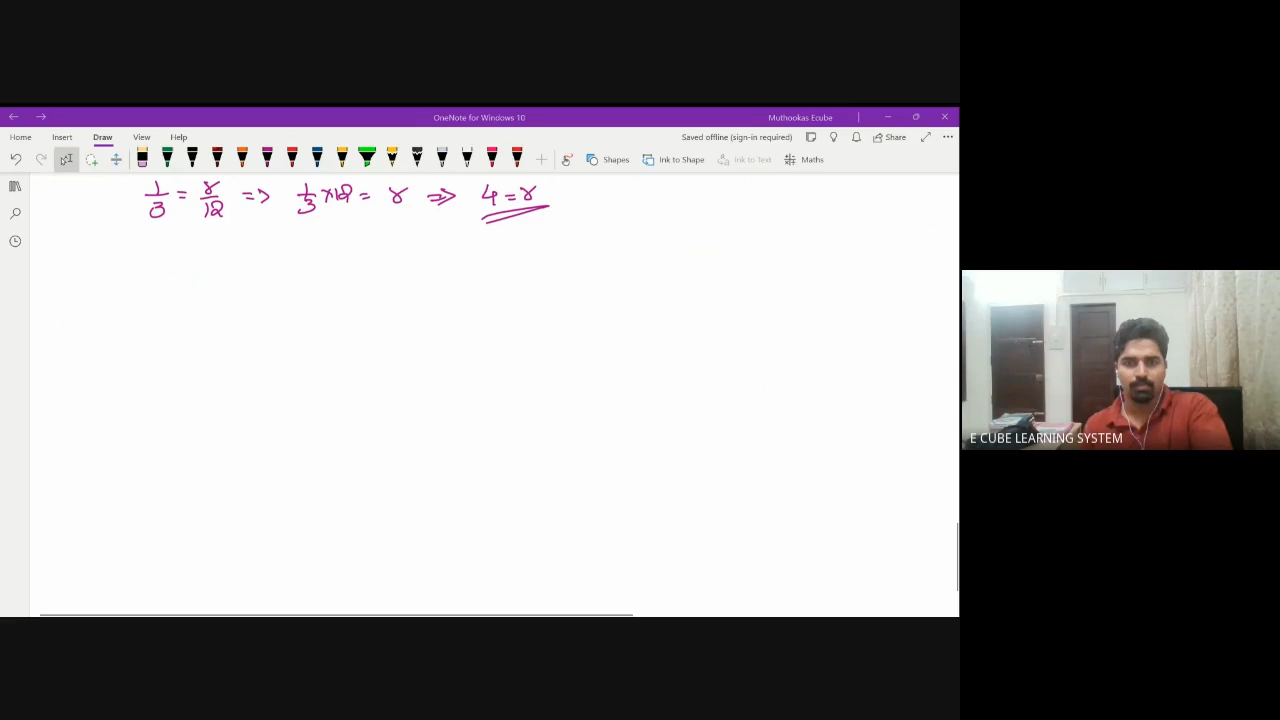 OneNote for Windows 10
Muthookas Ecube
Home Insert Draw View Help
Saved offline (sign-in required) Share
Shapes Ink to Shape Ink to Text Maths
1/3 = r/12 => 1/3 × 12 = r => 4 = r
E CUBE LEARNING SYSTEM